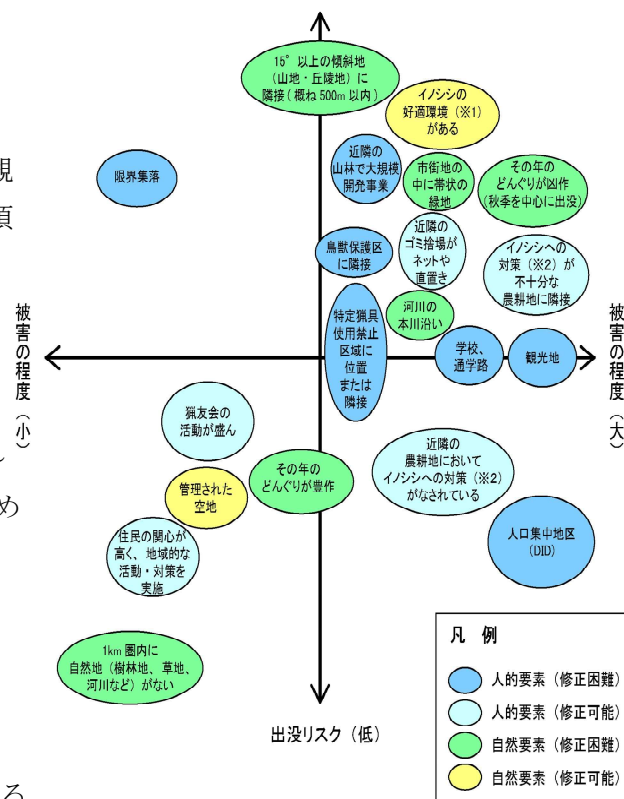 15°以上の傾斜地
(山地・丘陵地)に
隣接(概ね500m以内)
イノシシの
好適環境(※1)
がある
限界集落
近隣の
山林で大規模
開発事業
市街地の
中に帯状の
緑地
その年の
どんぐりが凶作
(秋季を中心に出没)
鳥獣保護区
に隣接
近隣の
ゴミ捨場が
ネットや
直置き
イノシシへの
対策(※2)が
不十分な
農耕地に隣接
特定猟具
使用禁止
区域に
位置
または
隣接
河川の
本川沿い
学校、
通学路
観光地
被害の程度(小)
被害の程度(大)
猟友会の
活動が盛ん
その年の
どんぐりが豊作
近隣の
農耕地において
イノシシへの対策(※2)
がなされている
管理された
空地
住民の関心が
高く、地域的な
活動・対策を
実施
人口集中地区
(DID)
1km圏内に
自然地(樹林地、草地、
河川など)がない
出没リスク(低)
凡 例
人的要素(修正困難)
人的要素(修正可能)
自然要素(修正困難)
自然要素(修正可能)
観
頂
め
る